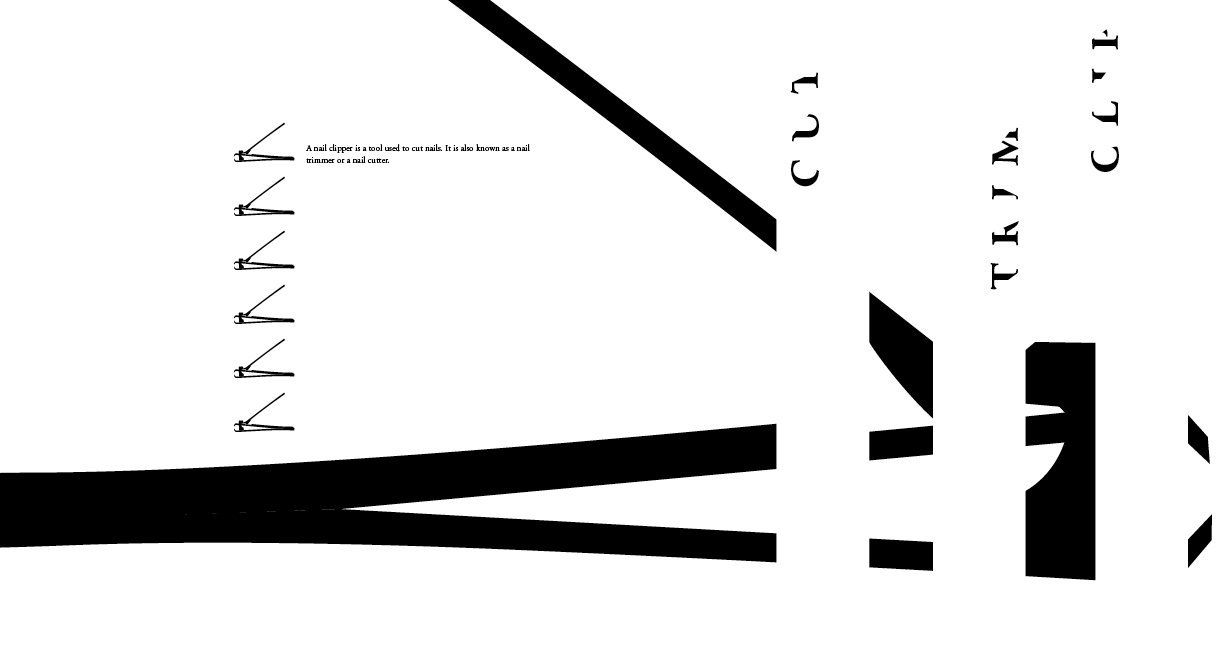 A nail clipper is a tool used to cut nails. It is also known as a nail
trimmer or a nail cutter.
CUT
TRIM
CLIP